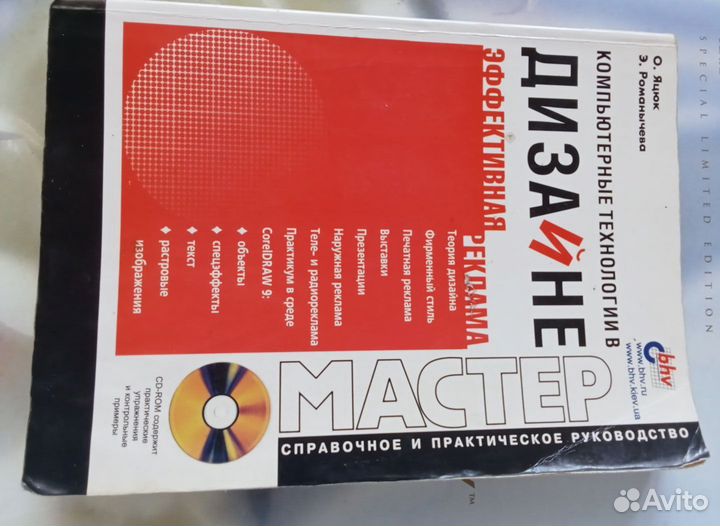 О. Яцюк
Э. Романычева
КОМПЬЮТЕРНЫЕ ТЕХНОЛОГИИ В
ДИЗАЙНЕ
ЭФФЕКТИВНАЯ
РЕКЛАМА
Теория дизайна
Фирменный стиль
Печатная реклама
Выставки
Презентации
Наружная реклама
Теле- и радиореклама
Практикум в среде
CorelDRAW 9:
◆ объекты
◆ спецэффекты
◆ текст
◆ растровые
изображения
bhv
www.bhv.ru
www.bhv.kiev.ua
МАСТЕР
СПРАВОЧНОЕ И ПРАКТИЧЕСКОЕ РУКОВОДСТВО
CD-ROM содержит
практические
упражнения
и контрольные
примеры
SPECIAL LIMITED EDITION
TM
Avito